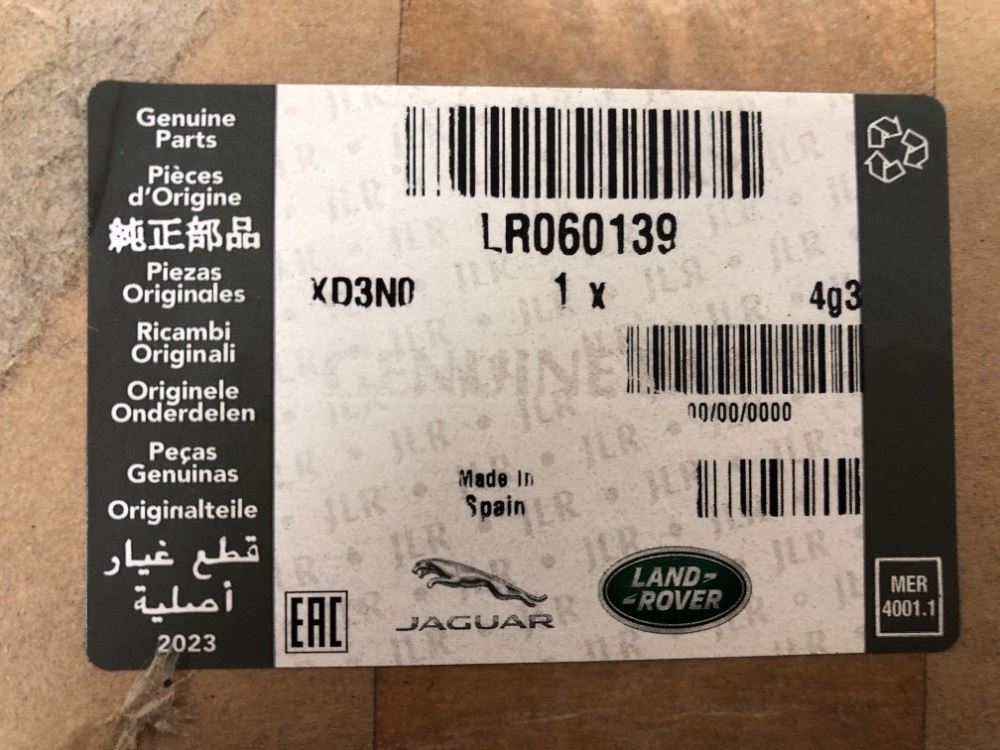 Genuine
Parts
Pièces
d'Origine
純正部品
Piezas
Originales
Ricambi
Originali
Originele
Onderdelen
Peças
Genuinas
Originalteile
قطع غيار
أصلية
2023
LR060139
XD3N0
1 x
4g3
00/00/0000
Made In
Spain
GENUINE
JLR
EAC
JAGUAR
LAND-
-ROVER
MER
4001.1